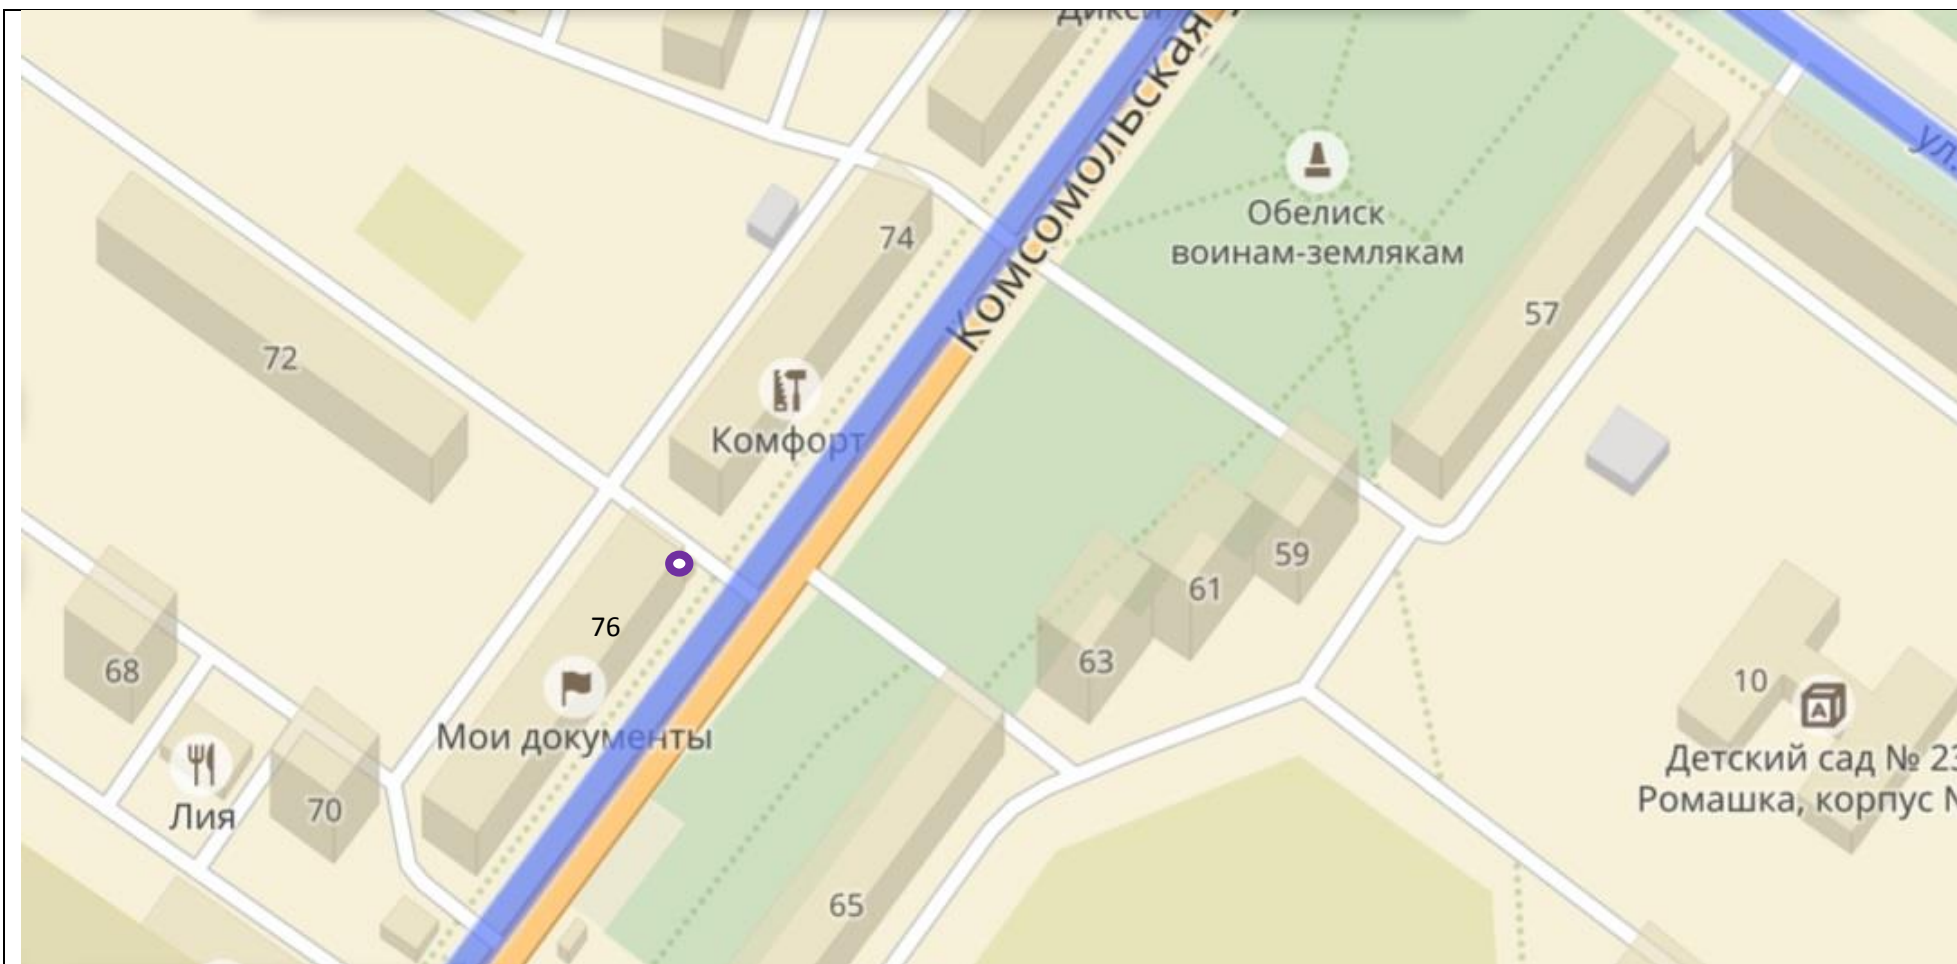 Дикси
Комсомольская
ул.
74
Обелиск
воинам-землякам
57
72
Комфорт
59
61
76
63
68
10
Мои документы
Детский сад № 23
Ромашка, корпус
70
Лия
65